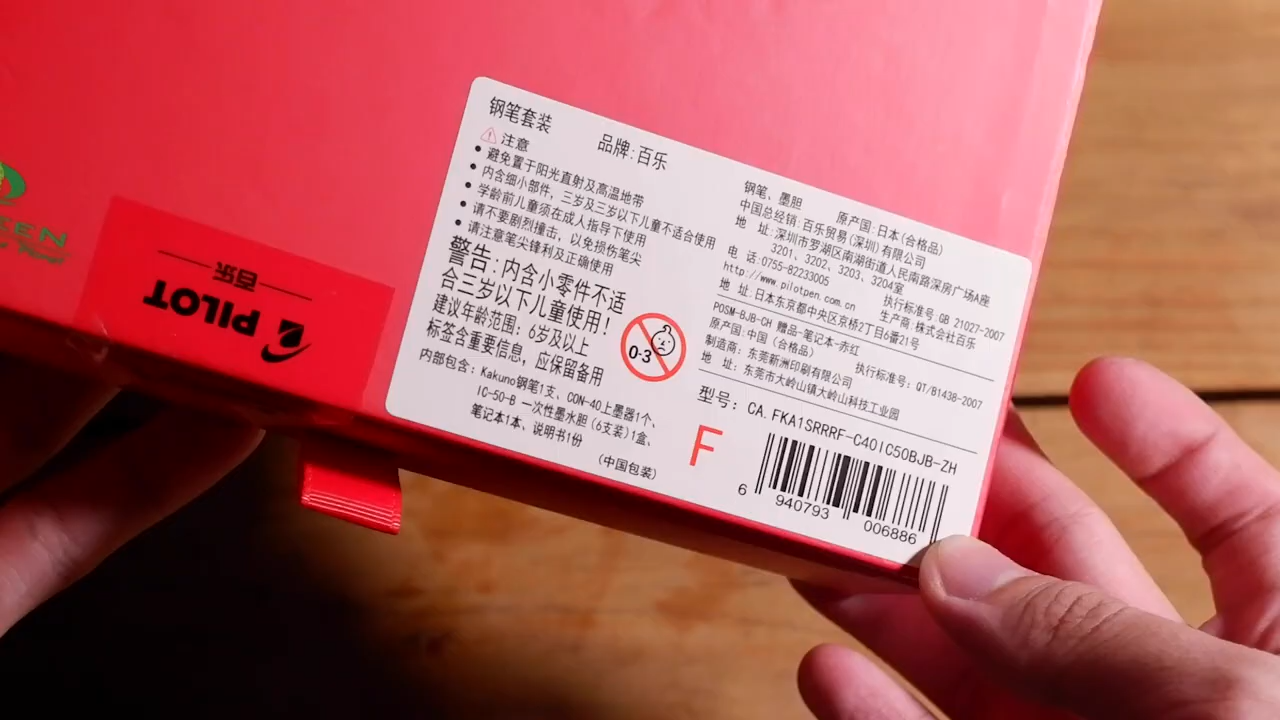 钢笔套装
品牌:百乐
注意
• 避免置于阳光直射及高温地带
• 内含细小部件，三岁及三岁以下儿童不适合使用
• 学龄前儿童须在成人指导下使用
• 请不要剧烈撞击，以免损伤笔尖
• 请注意笔尖锋利及正确使用
警告:内含小零件不适
合三岁以下儿童使用!
建议年龄范围: 6岁及以上
标签含重要信息，应保留备用
0-3
内部包含: Kakuno钢笔1支、CON-40上墨器1个、
IC-50-B 一次性墨水胆(6支装)1盒、
笔记本1本、说明书1份
(中国包装)
钢笔、墨胆 原产国:日本(合格品)
中国总经销:百乐贸易(深圳)有限公司
地 址:深圳市罗湖区南湖街道人民南路深房广场A座
3201、3202、3203、3204室
电 话:0755-82233005 执行标准号:GB 21027-2007
http://www.pilotpen.com.cn 生产商:株式会社百乐
地 址:日本东京都中央区京桥2丁目6番21号
POSM-BJB-CH 赠品-笔记本-赤红
原产国:中国(合格品) 执行标准号: QT/B1438-2007
制造商: 东莞新洲印刷有限公司
地 址: 东莞市大岭山镇大岭山科技工业园
型号: CA.FKA1SRRRF-C40IC50BJB-ZH
F
6 940793 006886
PILOT
百乐